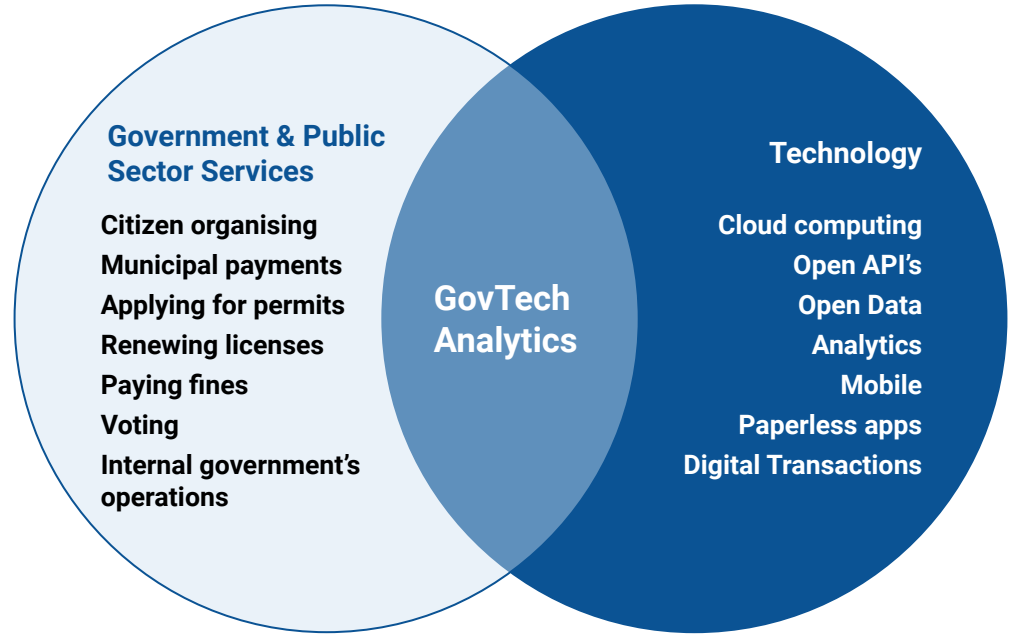 Government & Public
Sector Services
Citizen organising
Municipal payments
Applying for permits
Renewing licenses
Paying fines
Voting
Internal government’s
operations
GovTech
Analytics
Technology
Cloud computing
Open API’s
Open Data
Analytics
Mobile
Paperless apps
Digital Transactions